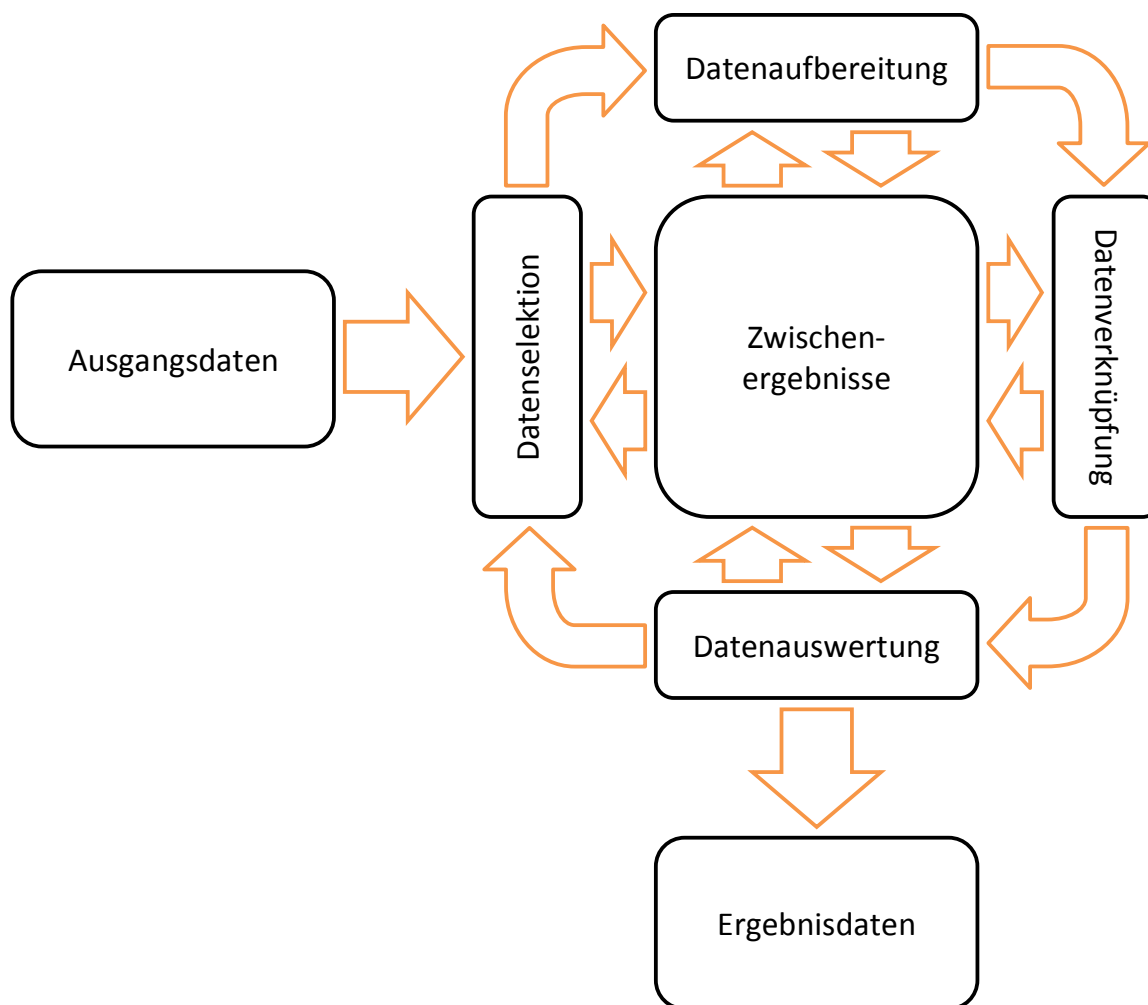 Datenaufbereitung
Ausgangsdaten
Datenselektion
Zwischen-
ergebnisse
Datenverknüpfung
Datenauswertung
Ergebnisdaten